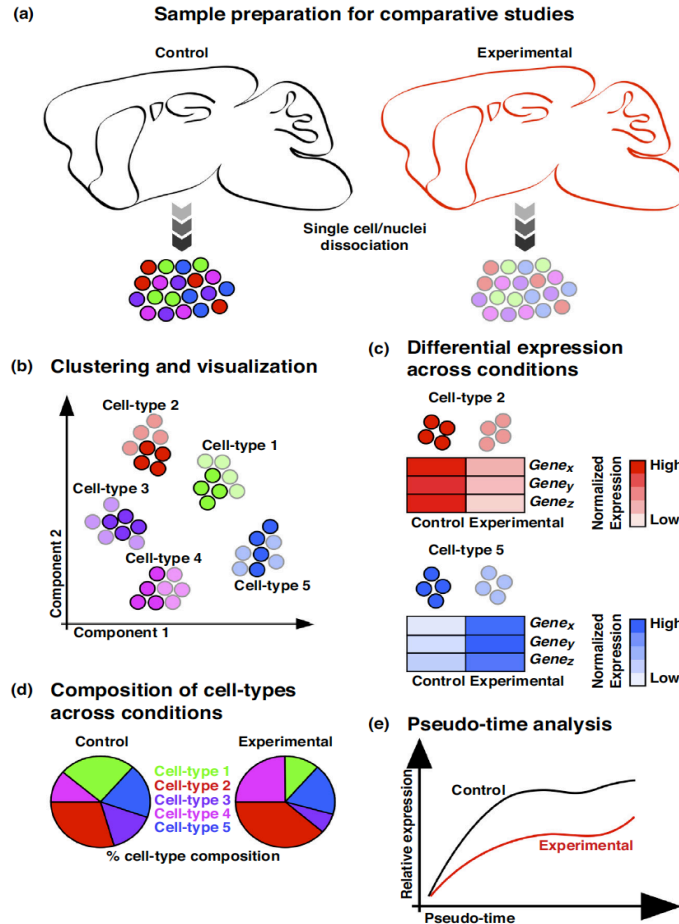 (a) Sample preparation for comparative studies
Control
Experimental
Single cell/nuclei
dissociation
(b) Clustering and visualization
Cell-type 2
Cell-type 1
Cell-type 3
Cell-type 4
Cell-type 5
Component 2
Component 1
(c) Differential expression
across conditions
Cell-type 2
Genex
Geney
Genez
Control Experimental
Normalized
Expression
High
Low
Cell-type 5
Genex
Geney
Genez
Control Experimental
Normalized
Expression
High
Low
(d) Composition of cell-types
across conditions
Control
Experimental
Cell-type 1
Cell-type 2
Cell-type 3
Cell-type 4
Cell-type 5
% cell-type composition
(e) Pseudo-time analysis
Relative expression
Control
Experimental
Pseudo-time